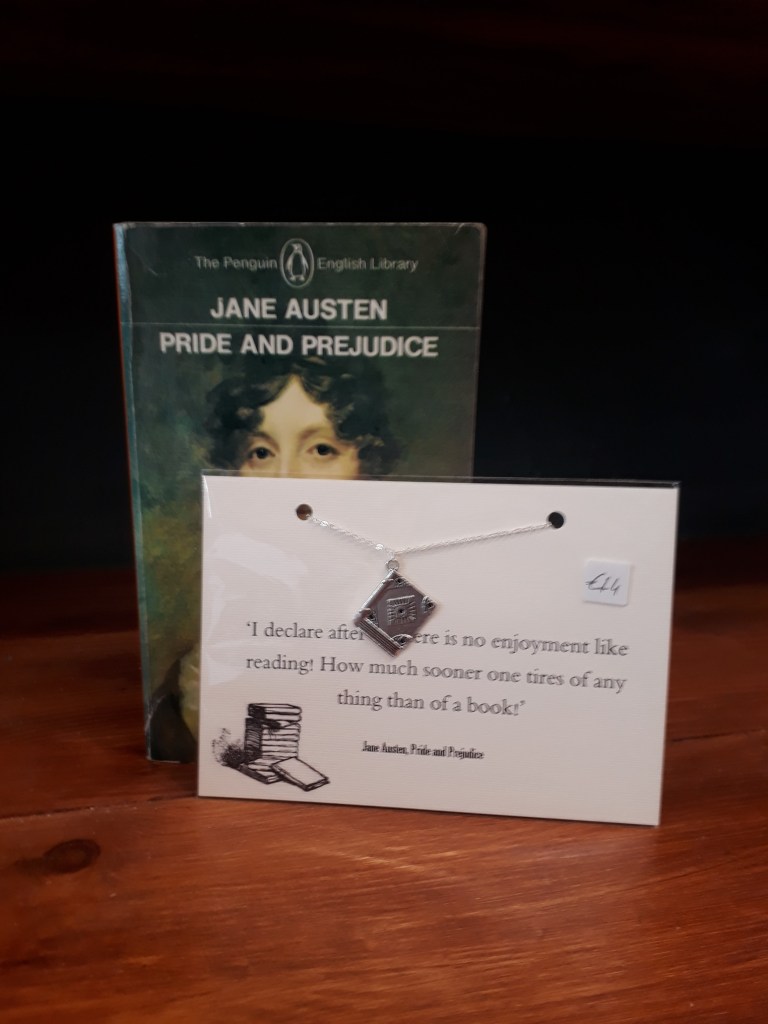 The Penguin English Library
JANE AUSTEN
PRIDE AND PREJUDICE
€14
'I declare after ere is no enjoyment like
reading! How much sooner one tires of any
thing than of a book!'
Jane Austen, Pride and Prejudice